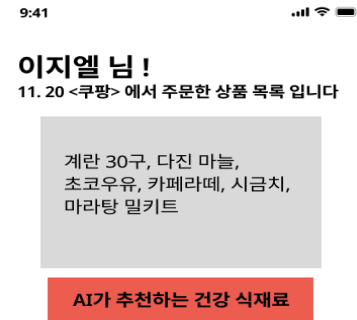 9:41
이지엘 님 !
11. 20 <쿠팡> 에서 주문한 상품 목록 입니다
계란 30구, 다진 마늘,
초코우유, 카페라떼, 시금치,
마라탕 밀키트
AI가 추천하는 건강 식재료